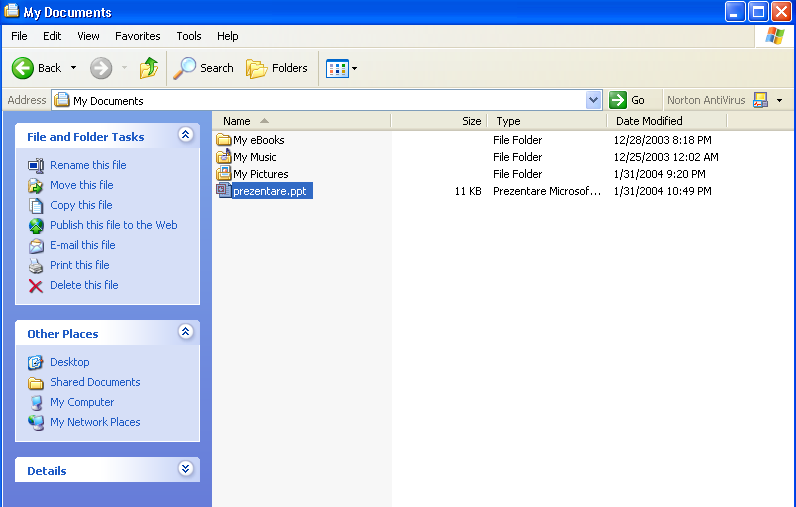 My Documents
File Edit View Favorites Tools Help
Back Search Folders
Address My Documents Go Norton AntiVirus
File and Folder Tasks
Rename this file
Move this file
Copy this file
Publish this file to the Web
E-mail this file
Print this file
Delete this file
Other Places
Desktop
Shared Documents
My Computer
My Network Places
Details
Name Size Type Date Modified
My eBooks File Folder 12/28/2003 8:18 PM
My Music File Folder 12/25/2003 12:02 AM
My Pictures File Folder 1/31/2004 9:20 PM
prezentare.ppt 11 KB Prezentare Microsof... 1/31/2004 10:49 PM